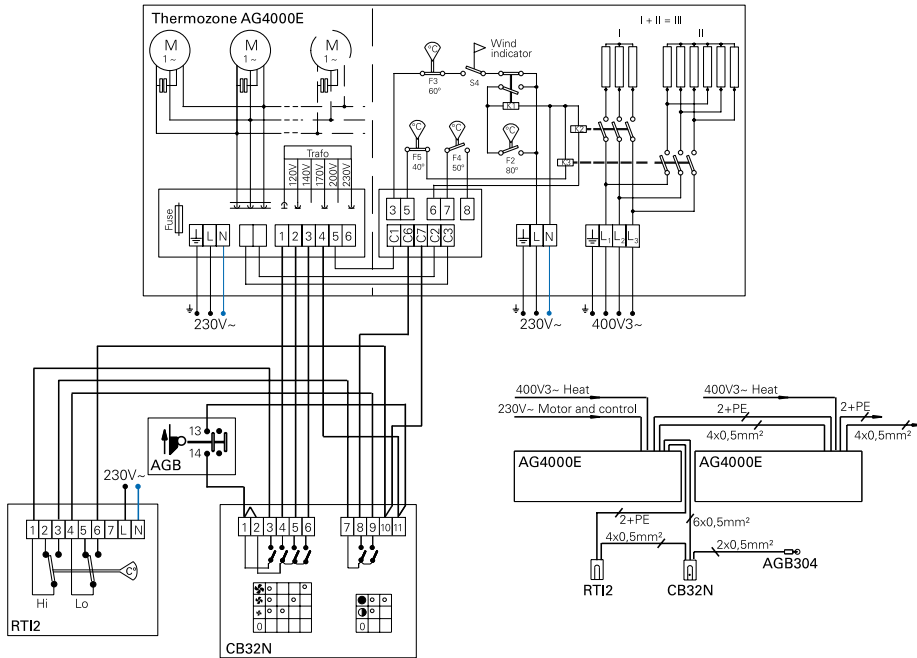 Thermozone AG4000E
M
1 ~
M
1 ~
M
1 ~
°C
F3
60°
Wind
indicator
S4
K1
I + II = III
I
II
K2
K3
°C
F5
40°
°C
F4
50°
°C
F2
80°
Trafo
120V
140V
170V
200V
230V
Fuse
L N
1 2 3 4 5 6
3 5
6 7
8
C1 C6 C7 C2 C3
L N
L1 L2 L3
230V~
230V~
400V3~
13
14
AGB
230V~
1 2 3 4 5 6 7 L N
C°
Hi
Lo
RTI2
1 2 3 4 5 6
7 8 9 10 11
0
0
CB32N
400V3~ Heat
230V~ Motor and control
400V3~ Heat
2+PE
4x0,5mm²
2+PE
4x0,5mm²
AG4000E
AG4000E
2+PE
4x0,5mm²
6x0,5mm²
2x0,5mm²
RTI2
CB32N
AGB304